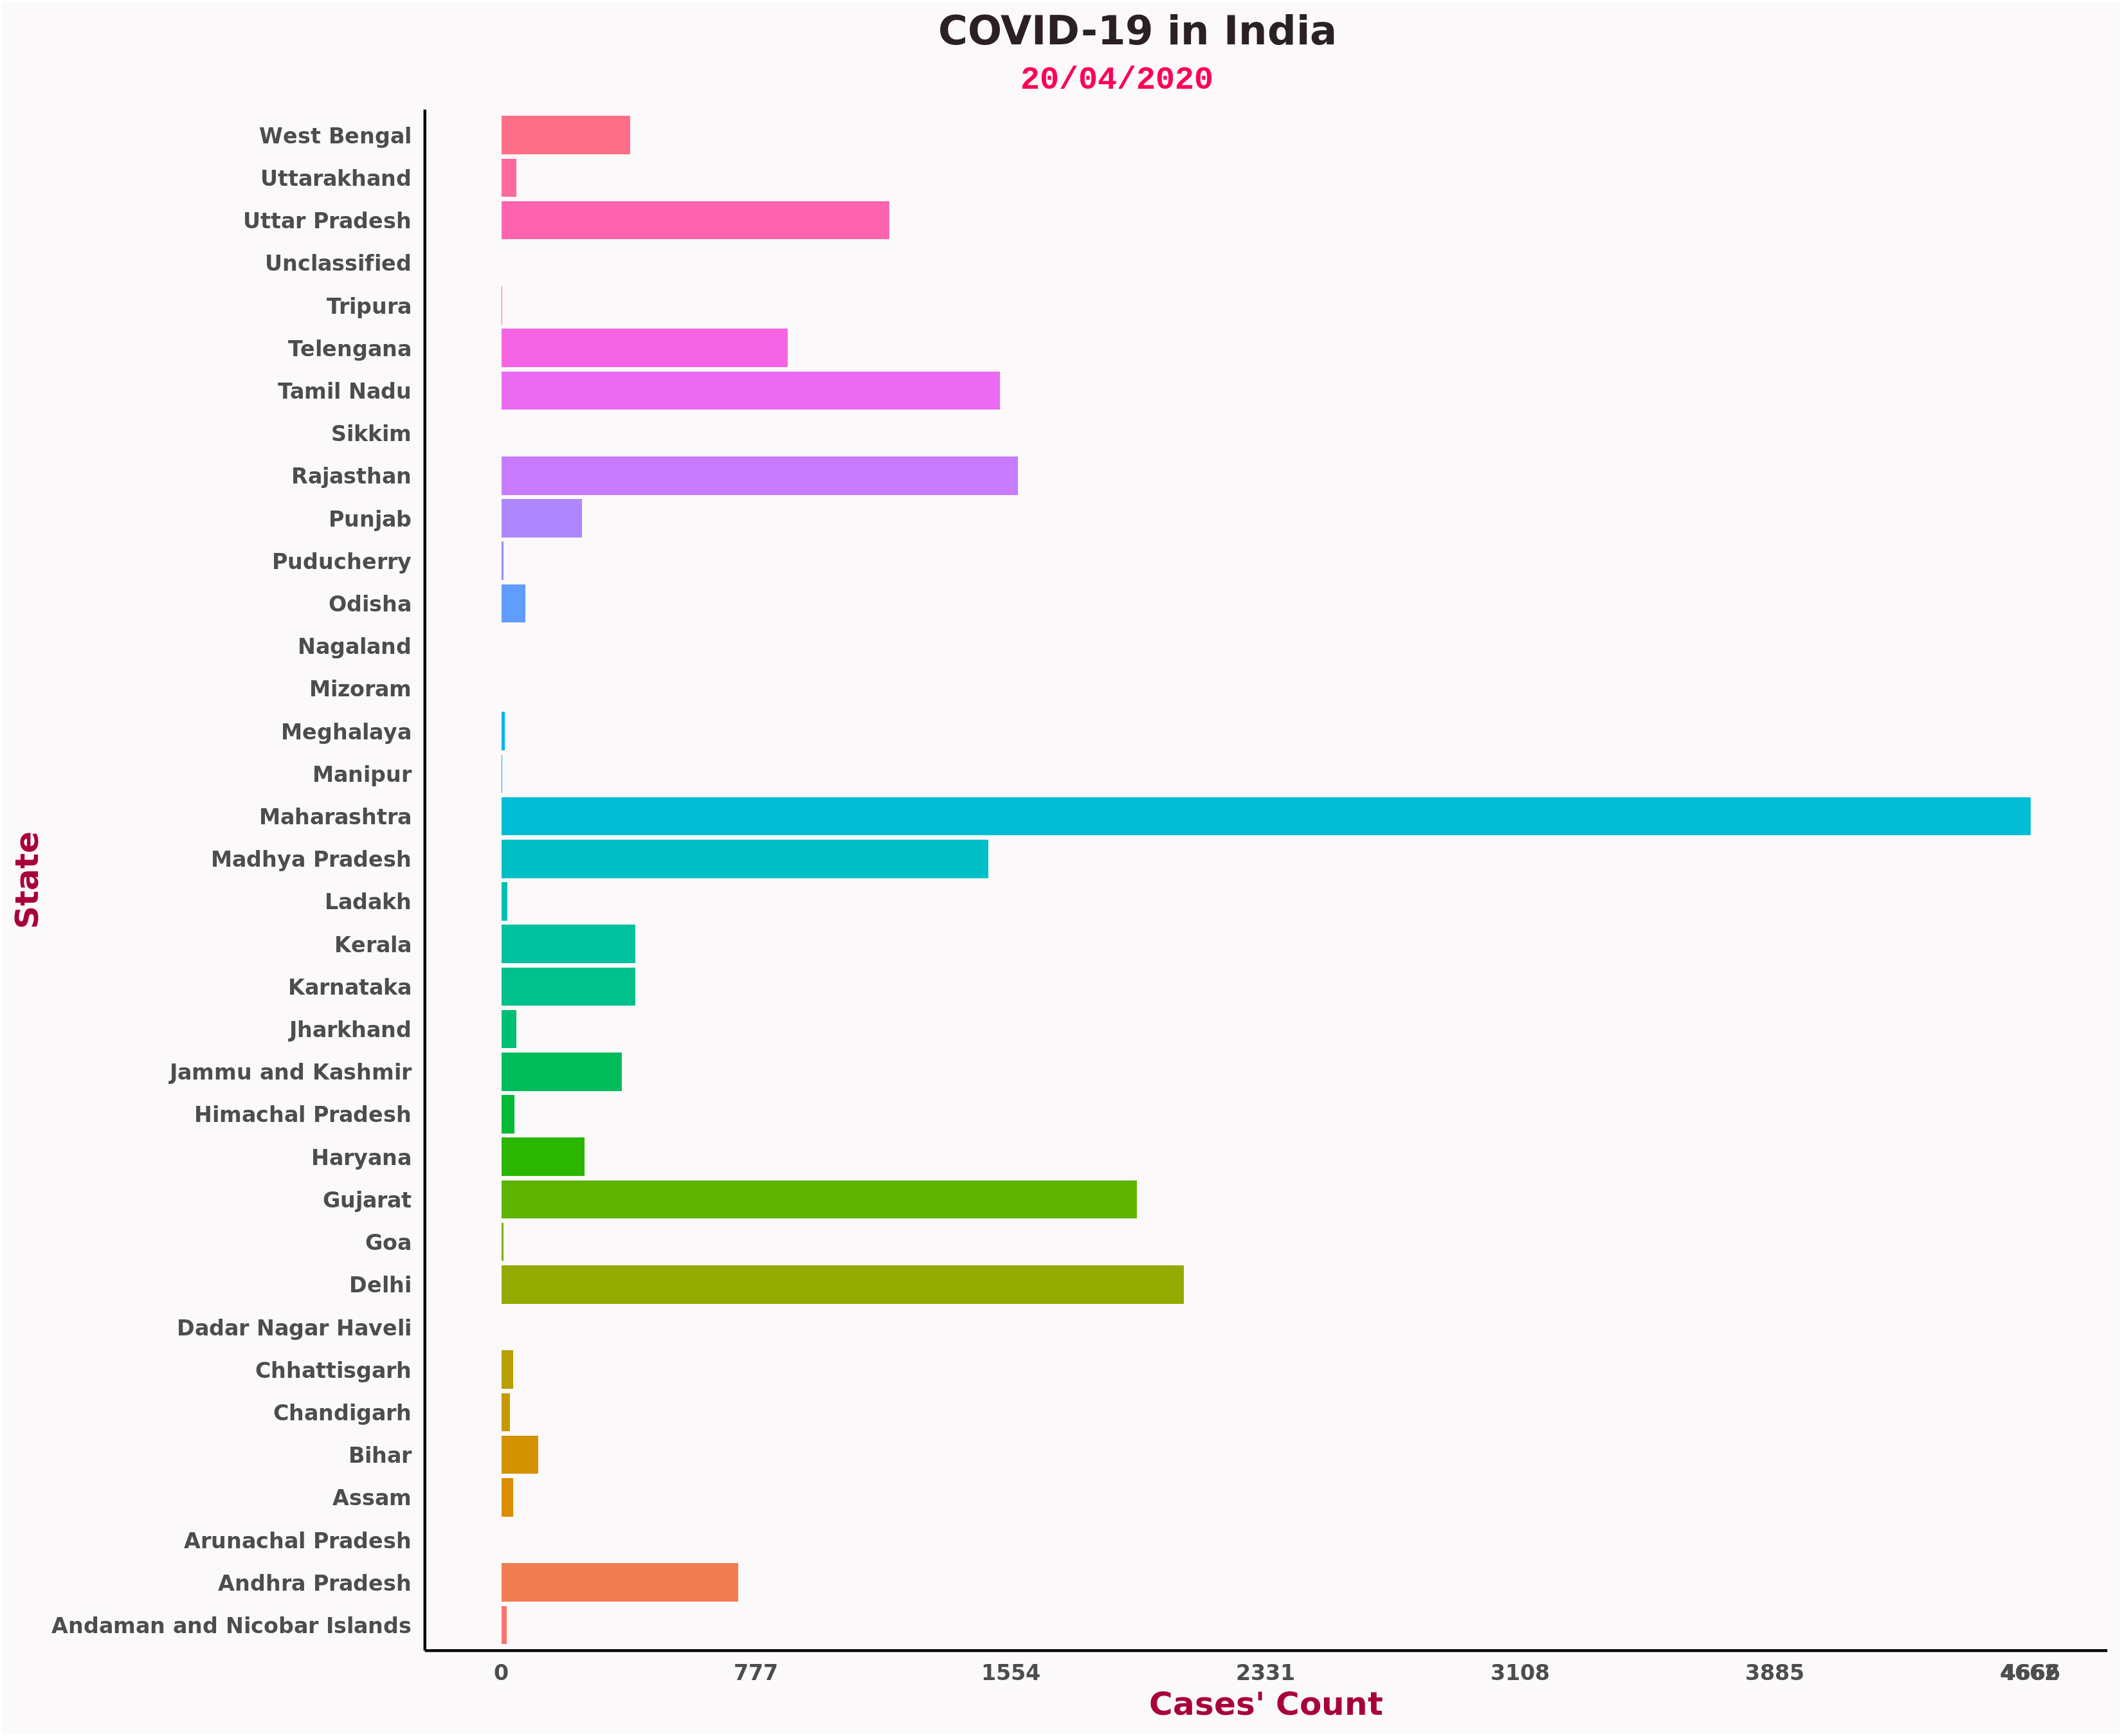 COVID-19 in India
20/04/2020
West Bengal
Uttarakhand
Uttar Pradesh
Unclassified
Tripura
Telengana
Tamil Nadu
Sikkim
Rajasthan
Punjab
Puducherry
Odisha
Nagaland
Mizoram
Meghalaya
Manipur
Maharashtra
Madhya Pradesh
Ladakh
Kerala
Karnataka
Jharkhand
Jammu and Kashmir
Himachal Pradesh
Haryana
Gujarat
Goa
Delhi
Dadar Nagar Haveli
Chhattisgarh
Chandigarh
Bihar
Assam
Arunachal Pradesh
Andhra Pradesh
Andaman and Nicobar Islands
State
0 777 1554 2331 3108 3885
Cases' Count